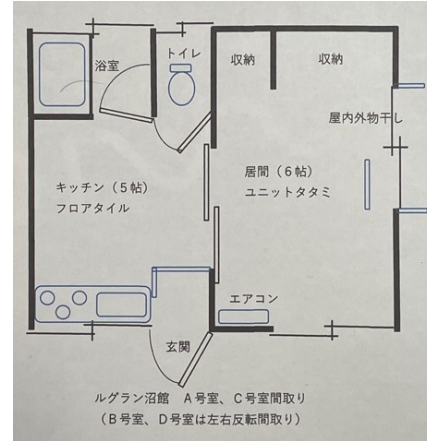 トイレ
収納
収納
浴室
屋内外物干し
居間（6帖）
ユニットタタミ
キッチン（5帖）
フロアタイル
エアコン
玄関
ルグラン沼館　A号室、C号室間取り
（B号室、D号室は左右反転間取り）